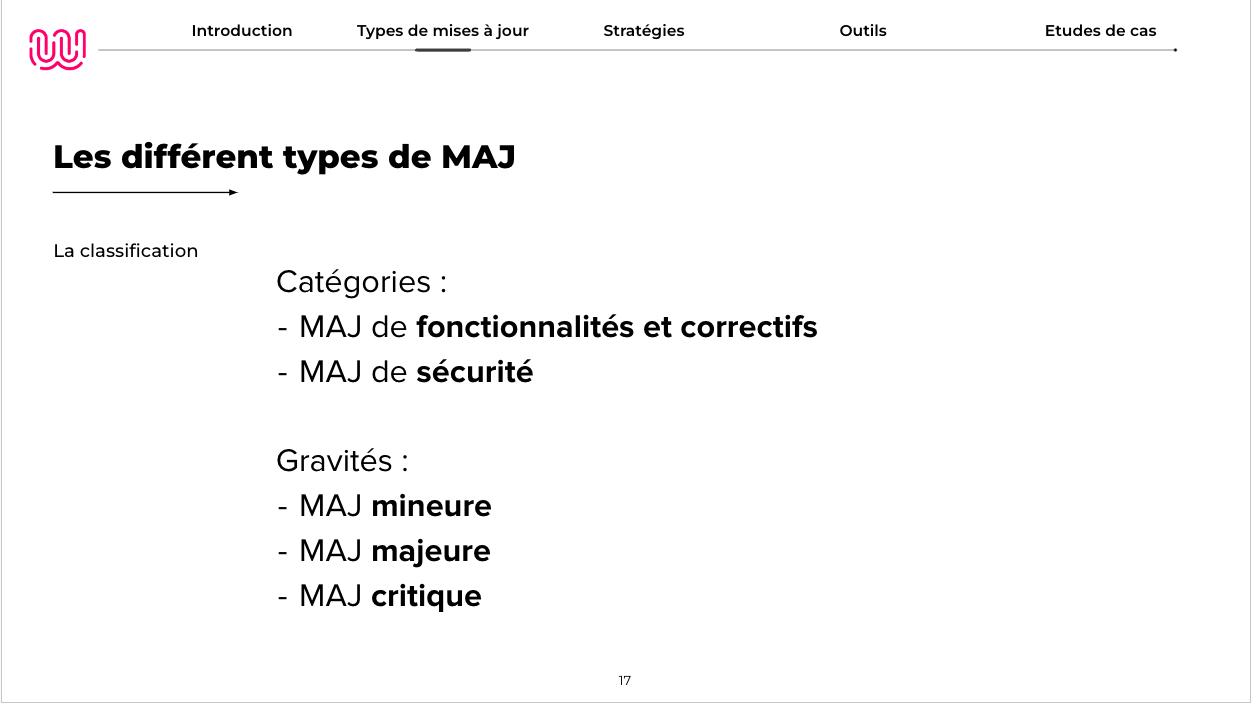 Introduction
Types de mises à jour
Stratégies
Outils
Etudes de cas
Les différent types de MAJ
La classification
Catégories :
- MAJ de fonctionnalités et correctifs
- MAJ de sécurité
Gravités :
- MAJ mineure
- MAJ majeure
- MAJ critique
17